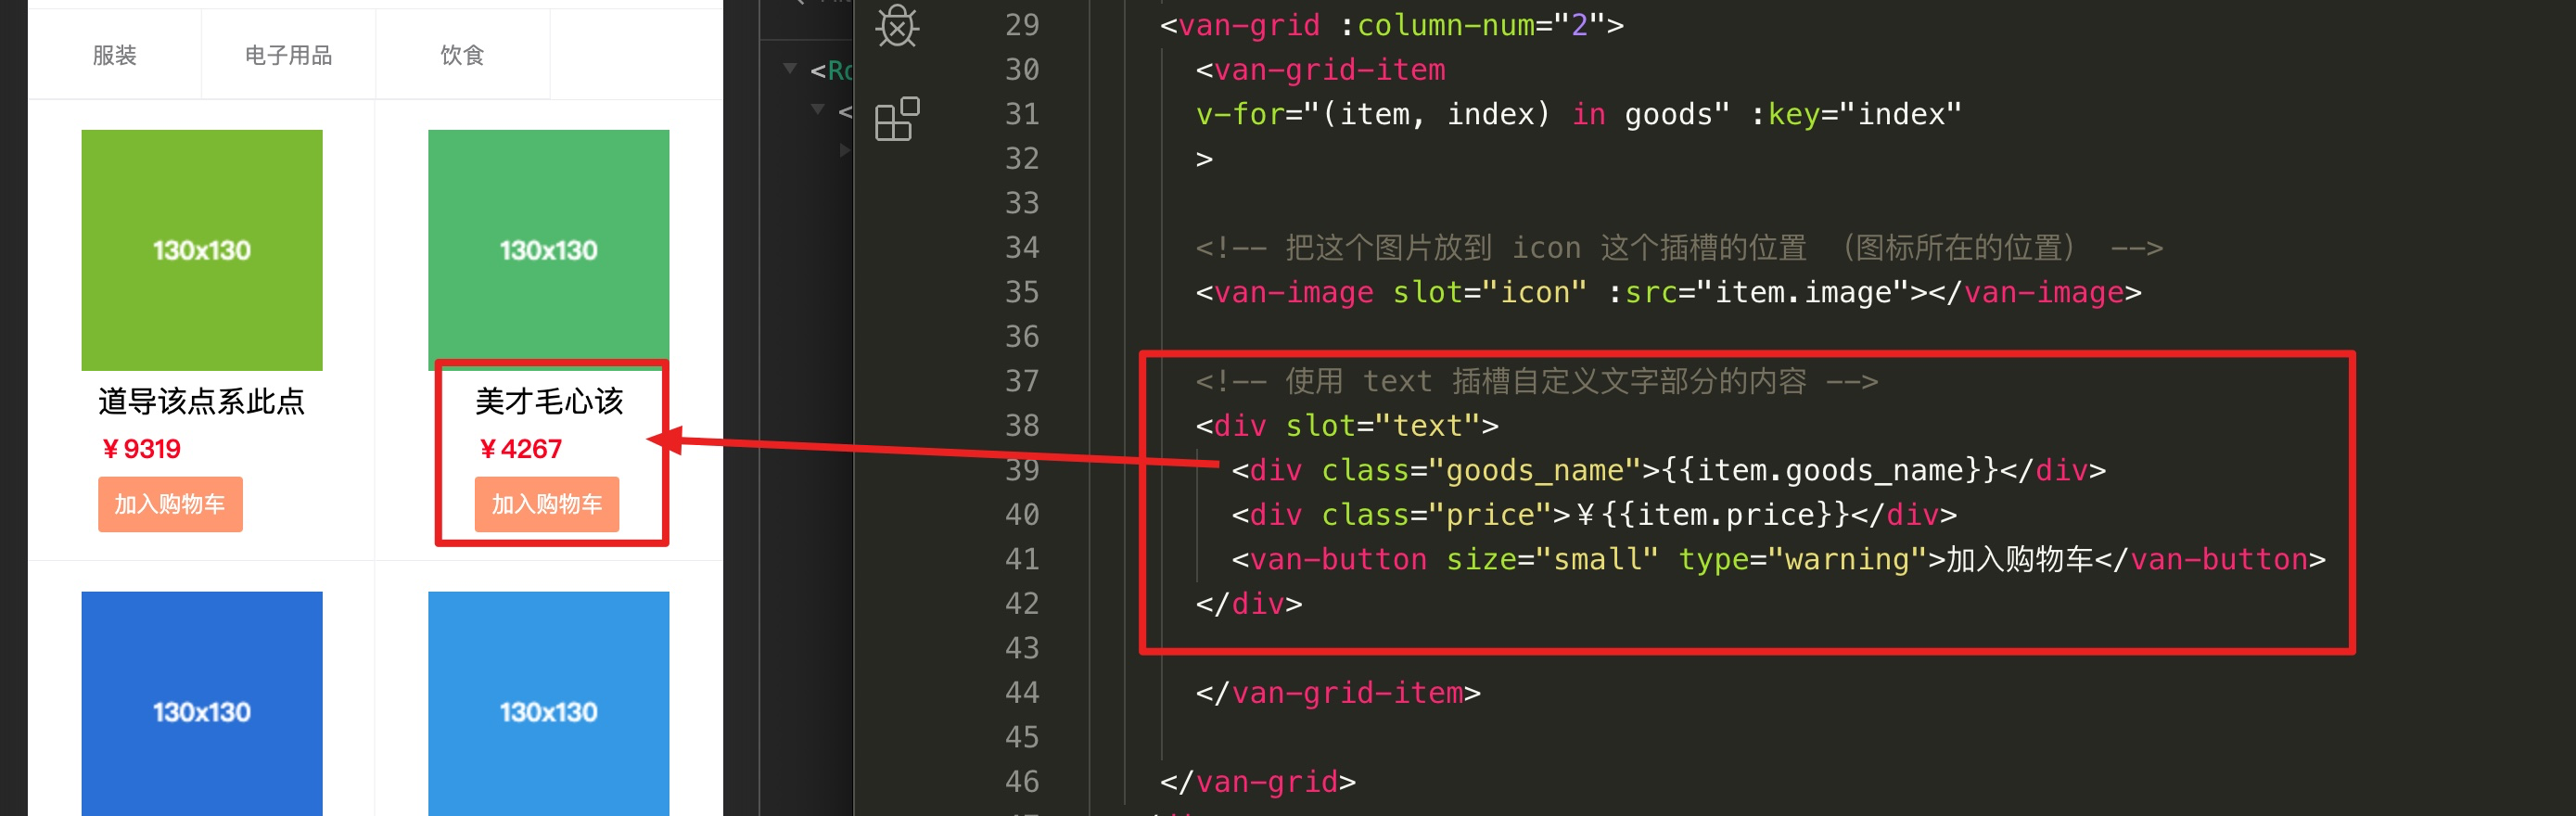 服装 电子用品 饮食
130x130 130x130
道导该点系此点 美才毛心该
¥9319 ¥4267
加入购物车 加入购物车
130x130 130x130
<Ro
<
29 <van-grid :column-num="2">
30 <van-grid-item
31 v-for="(item, index) in goods" :key="index"
32 >
33
34 <!-- 把这个图片放到 icon 这个插槽的位置 （图标所在的位置） -->
35 <van-image slot="icon" :src="item.image"></van-image>
36
37 <!-- 使用 text 插槽自定义文字部分的内容 -->
38 <div slot="text">
39 <div class="goods_name">{{item.goods_name}}</div>
40 <div class="price">¥{{item.price}}</div>
41 <van-button size="small" type="warning">加入购物车</van-button>
42 </div>
43
44 </van-grid-item>
45
46 </van-grid>